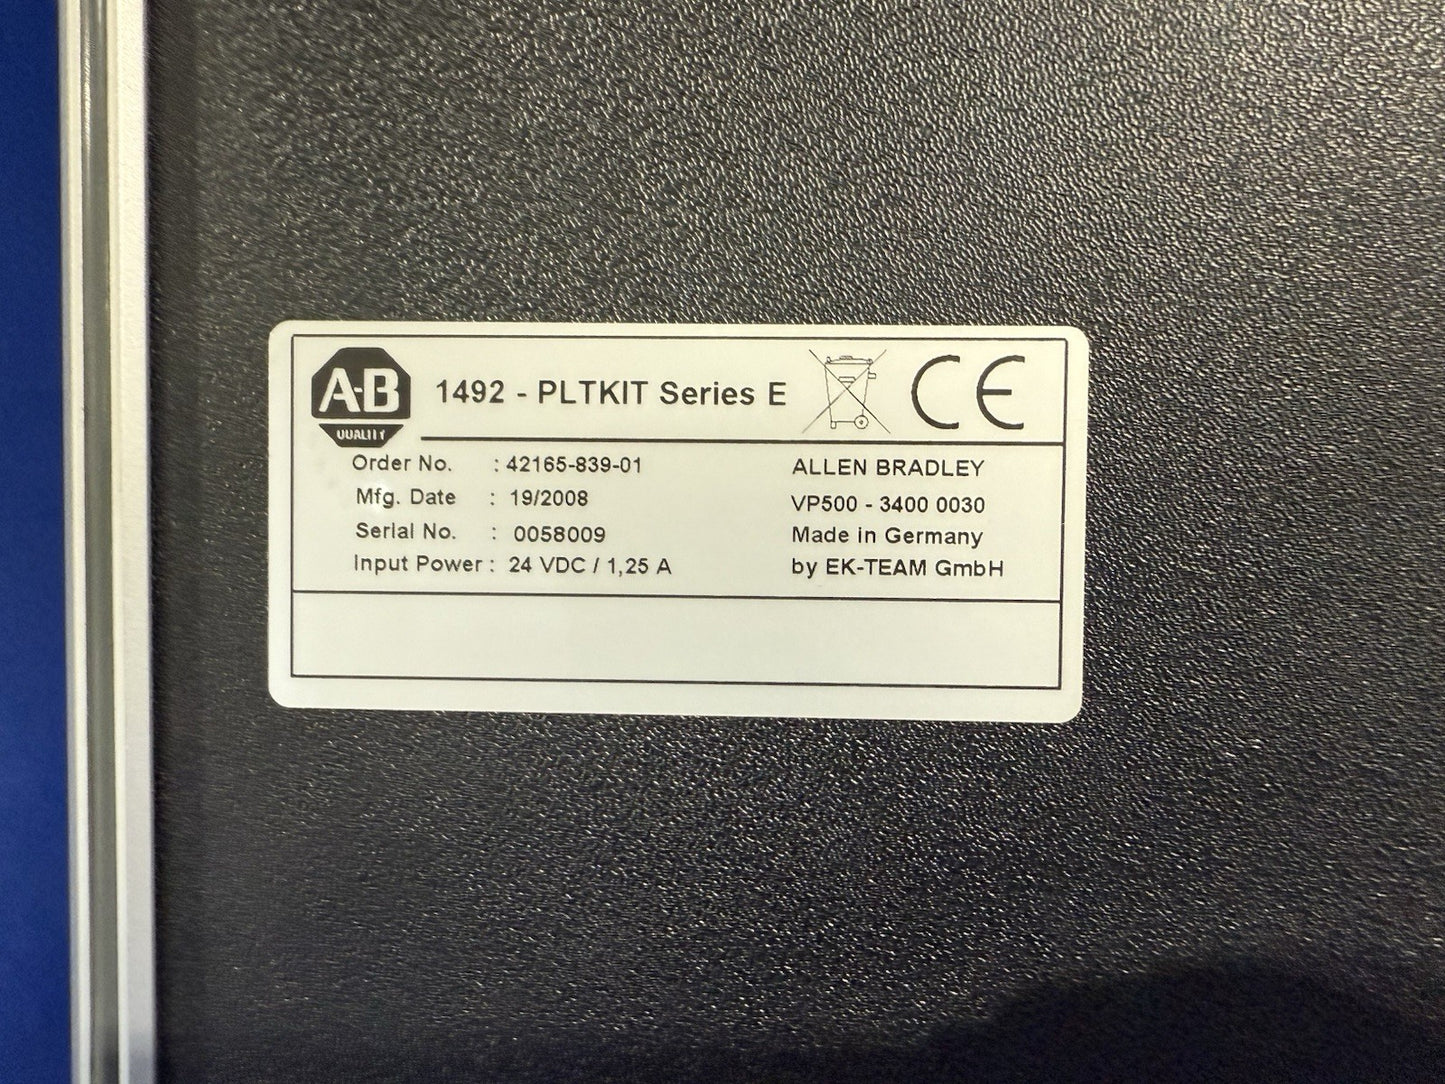 A-B
QUALITY
1492 - PLTKIT Series E
CE
Order No. : 42165-839-01
Mfg. Date : 19/2008
Serial No. : 0058009
Input Power : 24 VDC / 1,25 A
ALLEN BRADLEY
VP500 - 3400 0030
Made in Germany
by EK-TEAM GmbH